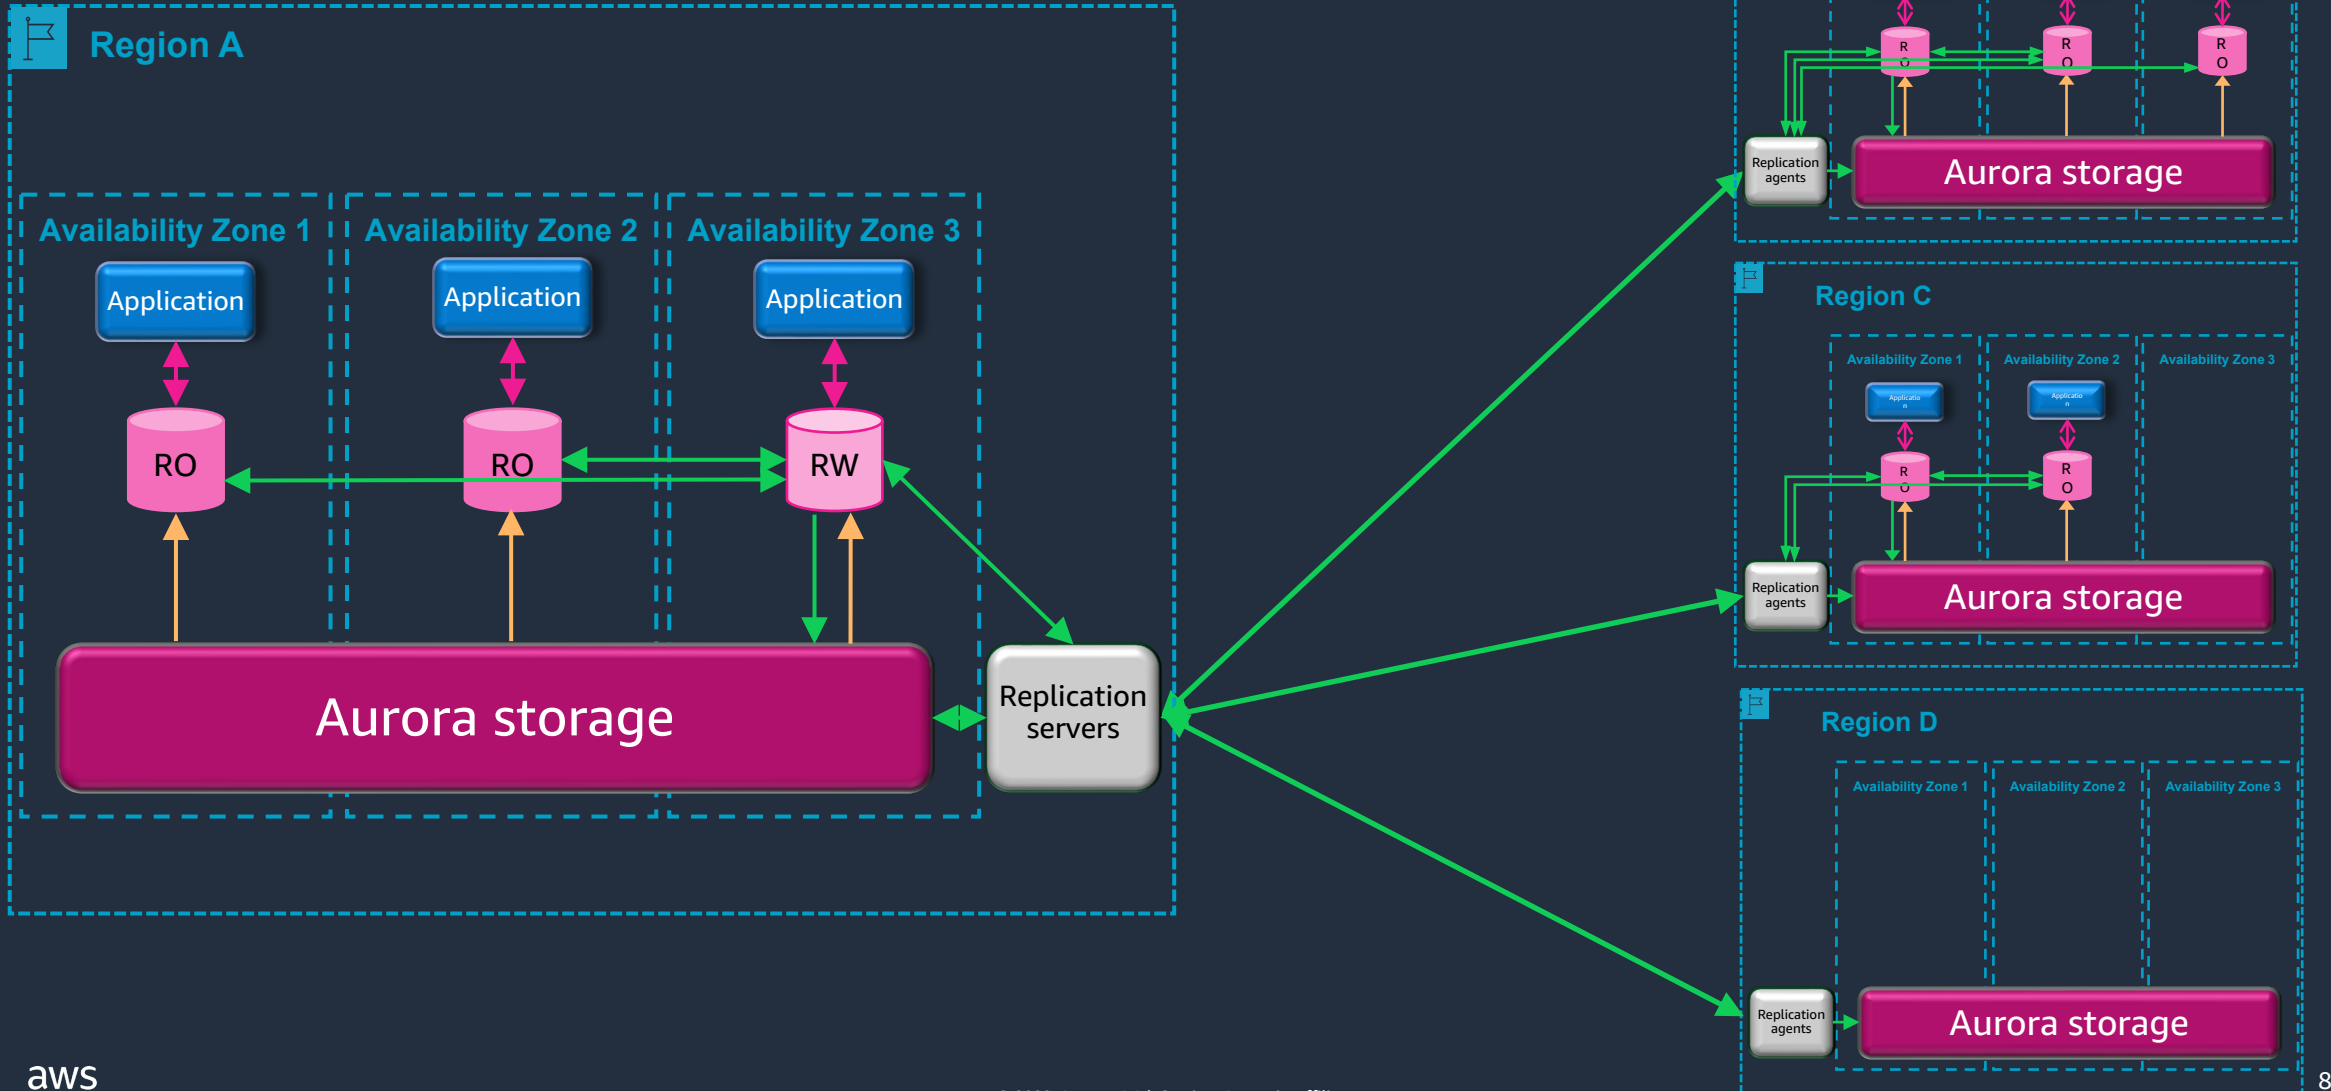 Region A
Availability Zone 1
Availability Zone 2
Availability Zone 3
Application
Application
Application
RO
RO
RW
Aurora storage
Replication
servers
R
O
R
O
R
O
Replication
agents
Aurora storage
Region C
Availability Zone 1
Availability Zone 2
Availability Zone 3
Applicatio
n
Applicatio
n
R
O
R
O
Replication
agents
Aurora storage
Region D
Availability Zone 1
Availability Zone 2
Availability Zone 3
Replication
agents
Aurora storage
aws
8